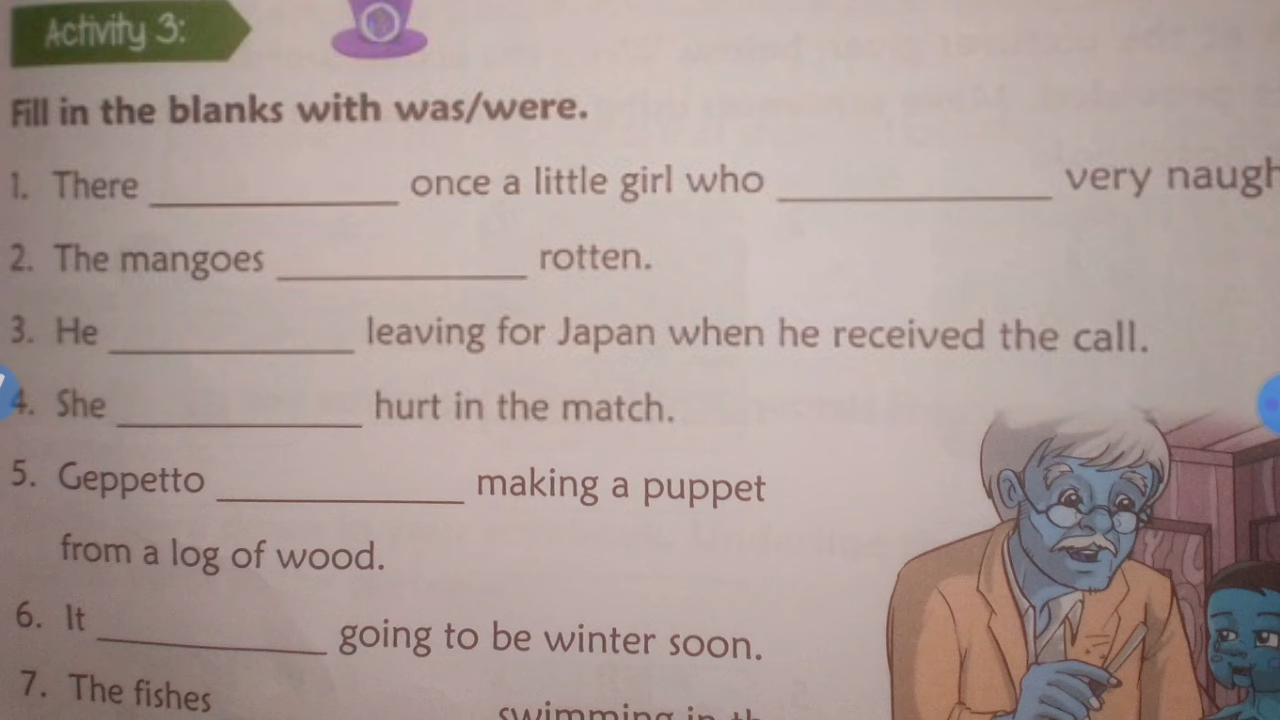 Activity 3:
Fill in the blanks with was/were.
1. There ____________ once a little girl who ____________ very naugh
2. The mangoes ____________ rotten.
3. He ____________ leaving for Japan when he received the call.
4. She ____________ hurt in the match.
5. Geppetto ____________ making a puppet
from a log of wood.
6. It ____________ going to be winter soon.
7. The fishes swimming in th